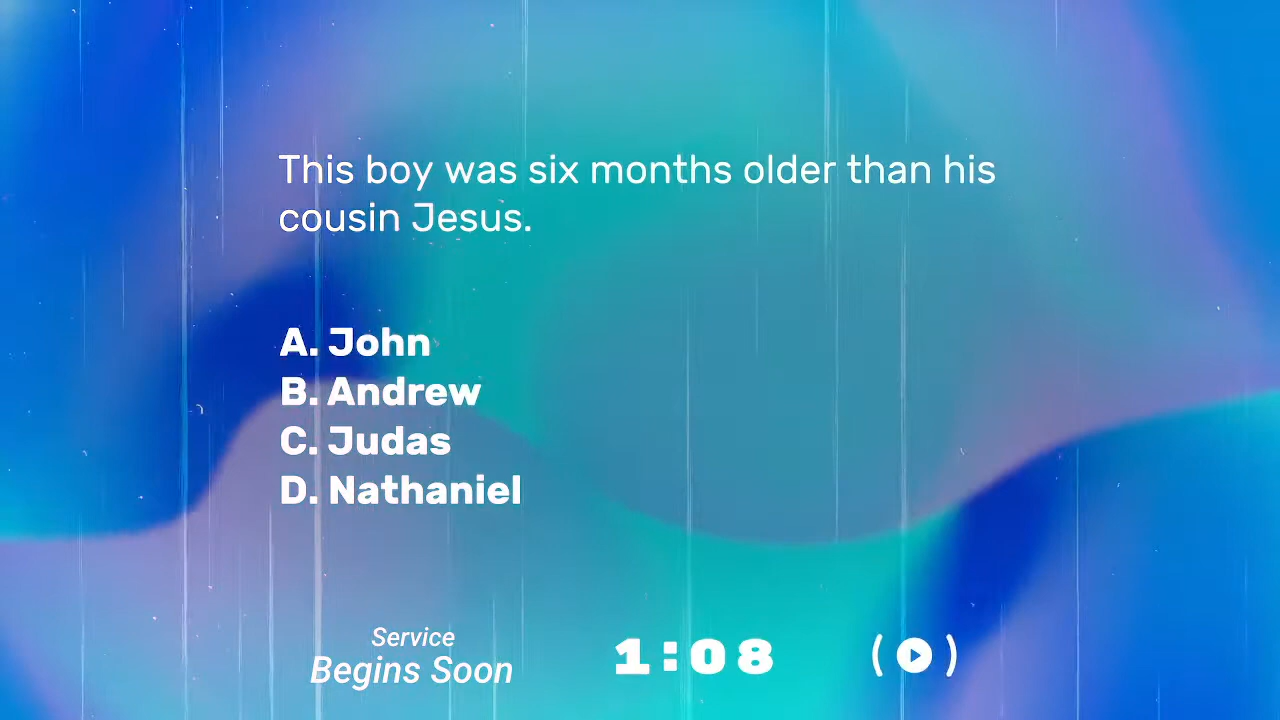 This boy was six months older than his
cousin Jesus.
A. John
B. Andrew
C. Judas
D. Nathaniel
Service
Begins Soon
1:08